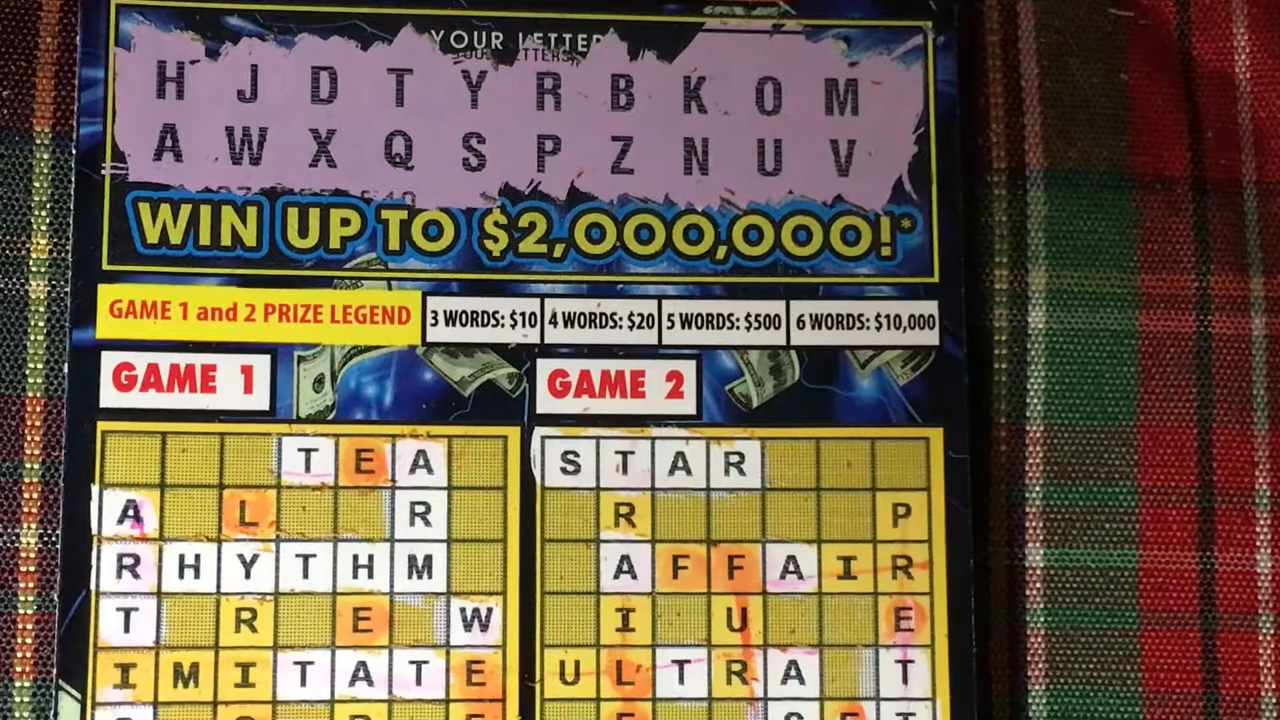 YOUR LETTER
H J D T Y R B K O M
A W X Q S P Z N U V
WIN UP TO $2,000,000!*
GAME 1 and 2 PRIZE LEGEND 3 WORDS: $10 4 WORDS: $20 5 WORDS: $500 6 WORDS: $10,000
GAME 1
T E A
A L R
R H Y T H M
T R E W
I M I T A T E
GAME 2
S T A R
R P
A F F A I R
I U E
U L T R A T